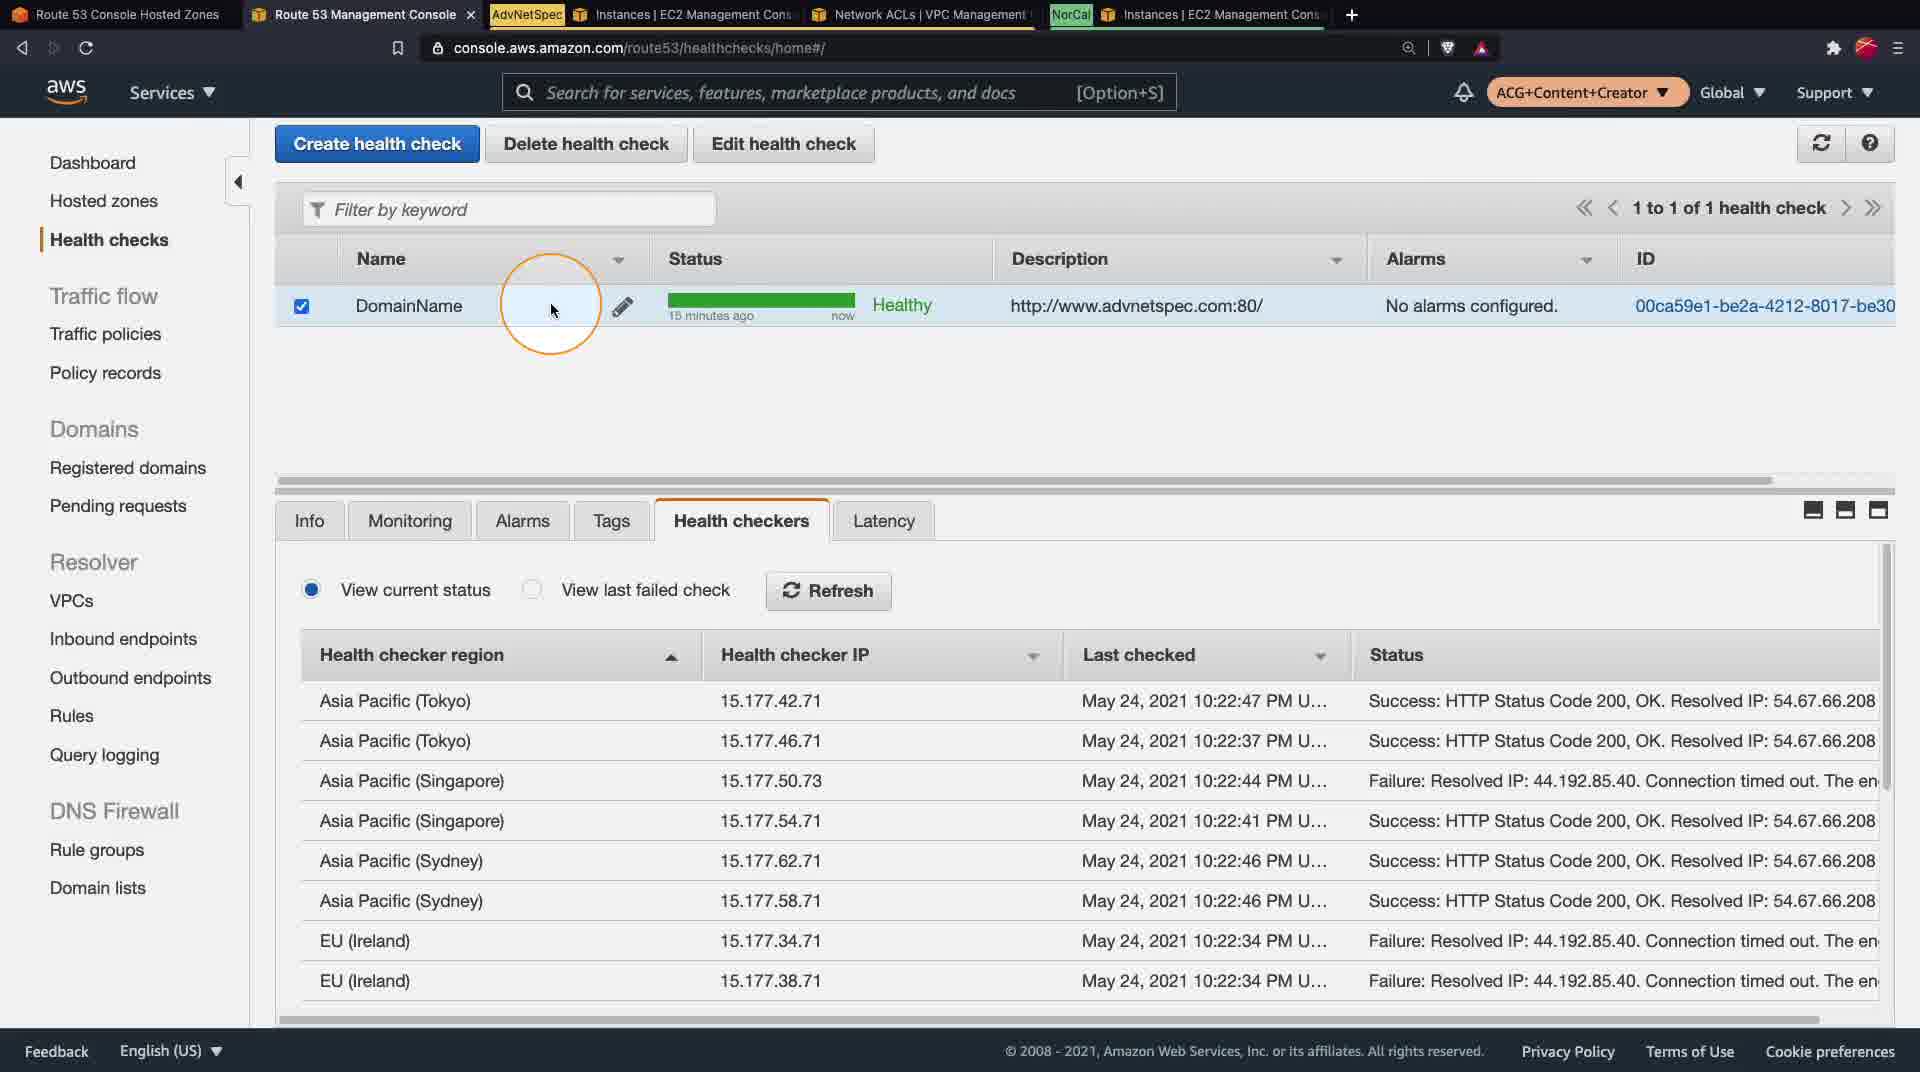 Route 53 Console Hosted Zones
Route 53 Management Console
AdvNetSpec
Instances | EC2 Management Cons
Network ACLs | VPC Management
NorCal
Instances | EC2 Management Cons
console.aws.amazon.com/route53/healthchecks/home#/
aws
Services
Search for services, features, marketplace products, and docs
[Option+S]
ACG+Content+Creator
Global
Support
Dashboard
Hosted zones
Health checks
Traffic flow
Traffic policies
Policy records
Domains
Registered domains
Pending requests
Resolver
VPCs
Inbound endpoints
Outbound endpoints
Rules
Query logging
DNS Firewall
Rule groups
Domain lists
Create health check
Delete health check
Edit health check
Filter by keyword
1 to 1 of 1 health check
Name Status Description Alarms ID
DomainName Healthy http://www.advnetspec.com:80/ No alarms configured. 00ca59e1-be2a-4212-8017-be30
15 minutes ago now
Info Monitoring Alarms Tags Health checkers Latency
View current status View last failed check Refresh
Health checker region Health checker IP Last checked Status
Asia Pacific (Tokyo) 15.177.42.71 May 24, 2021 10:22:47 PM U... Success: HTTP Status Code 200, OK. Resolved IP: 54.67.66.208
Asia Pacific (Tokyo) 15.177.46.71 May 24, 2021 10:22:37 PM U... Success: HTTP Status Code 200, OK. Resolved IP: 54.67.66.208
Asia Pacific (Singapore) 15.177.50.73 May 24, 2021 10:22:44 PM U... Failure: Resolved IP: 44.192.85.40. Connection timed out. The en
Asia Pacific (Singapore) 15.177.54.71 May 24, 2021 10:22:41 PM U... Success: HTTP Status Code 200, OK. Resolved IP: 54.67.66.208
Asia Pacific (Sydney) 15.177.62.71 May 24, 2021 10:22:46 PM U... Success: HTTP Status Code 200, OK. Resolved IP: 54.67.66.208
Asia Pacific (Sydney) 15.177.58.71 May 24, 2021 10:22:46 PM U... Success: HTTP Status Code 200, OK. Resolved IP: 54.67.66.208
EU (Ireland) 15.177.34.71 May 24, 2021 10:22:34 PM U... Failure: Resolved IP: 44.192.85.40. Connection timed out. The en
EU (Ireland) 15.177.38.71 May 24, 2021 10:22:34 PM U... Failure: Resolved IP: 44.192.85.40. Connection timed out. The en
Feedback
English (US)
© 2008 - 2021, Amazon Web Services, Inc. or its affiliates. All rights reserved.
Privacy Policy
Terms of Use
Cookie preferences